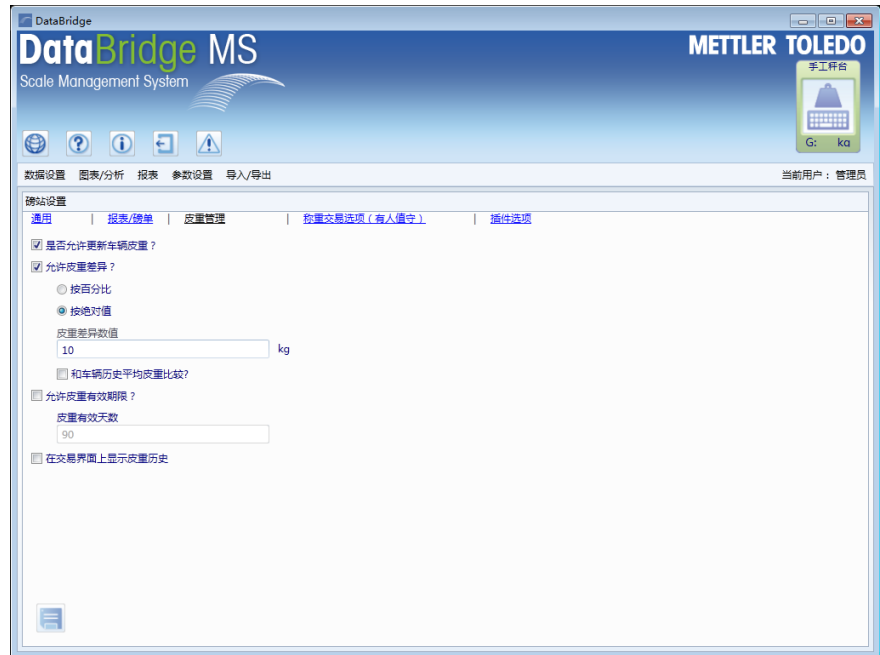 DataBridge
DataBridge MS
METTLER TOLEDO
Scale Management System
手工秤台
G: kg
数据设置 图表/分析 报表 参数设置 导入/导出 当前用户：管理员
磅站设置
通用 | 报表/磅单 | 皮重管理 | 称重交易选项（有人值守） | 插件选项
是否允许更新车辆皮重？
允许皮重差异？
按百分比
按绝对值
皮重差异数值
10 kg
和车辆历史平均皮重比较?
允许皮重有效期限？
皮重有效天数
90
在交易界面上显示皮重历史